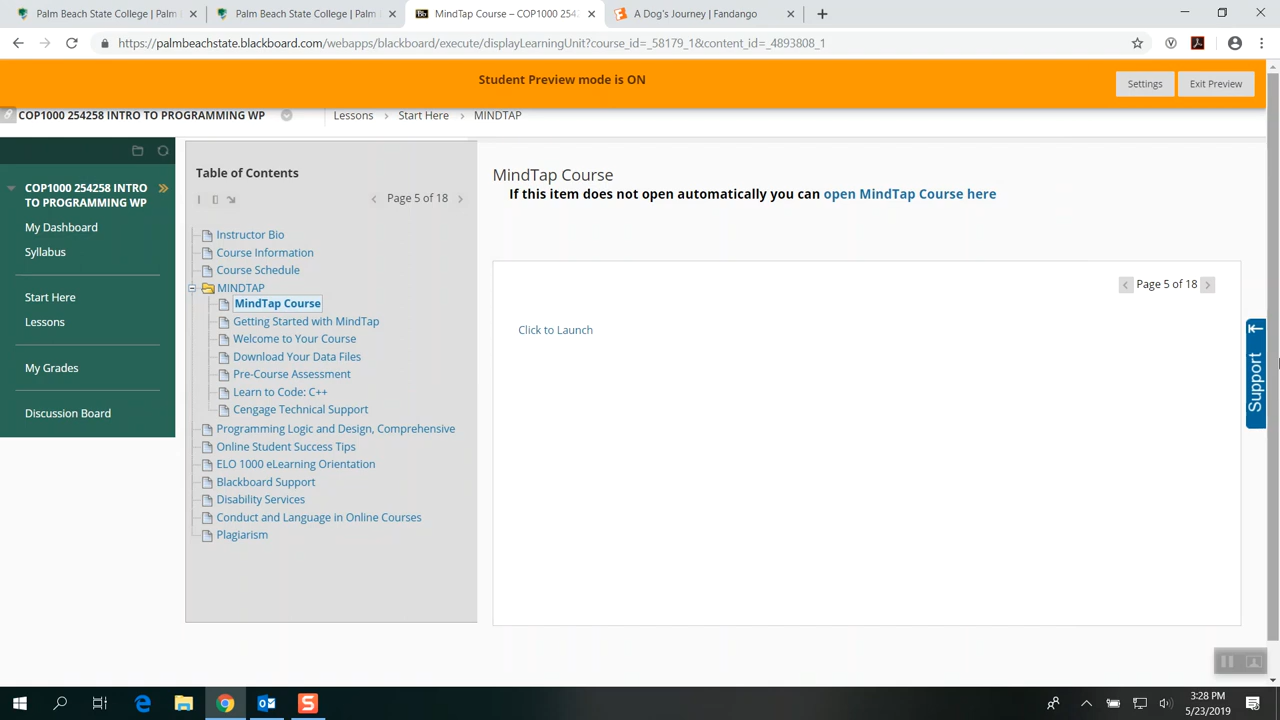 Palm Beach State College | Palm
Palm Beach State College | Palm
MindTap Course – COP1000 254
A Dog's Journey | Fandango
https://palmbeachstate.blackboard.com/webapps/blackboard/execute/displayLearningUnit?course_id=_58179_1&content_id=_4893808_1
Student Preview mode is ON
Settings
Exit Preview
COP1000 254258 INTRO TO PROGRAMMING WP
Lessons
Start Here
MINDTAP
COP1000 254258 INTRO
TO PROGRAMMING WP
My Dashboard
Syllabus
Start Here
Lessons
My Grades
Discussion Board
Table of Contents
Page 5 of 18
Instructor Bio
Course Information
Course Schedule
MINDTAP
MindTap Course
Getting Started with MindTap
Welcome to Your Course
Download Your Data Files
Pre-Course Assessment
Learn to Code: C++
Cengage Technical Support
Programming Logic and Design, Comprehensive
Online Student Success Tips
ELO 1000 eLearning Orientation
Blackboard Support
Disability Services
Conduct and Language in Online Courses
Plagiarism
MindTap Course
If this item does not open automatically you can open MindTap Course here
Page 5 of 18
Click to Launch
Support
3:28 PM
5/23/2019